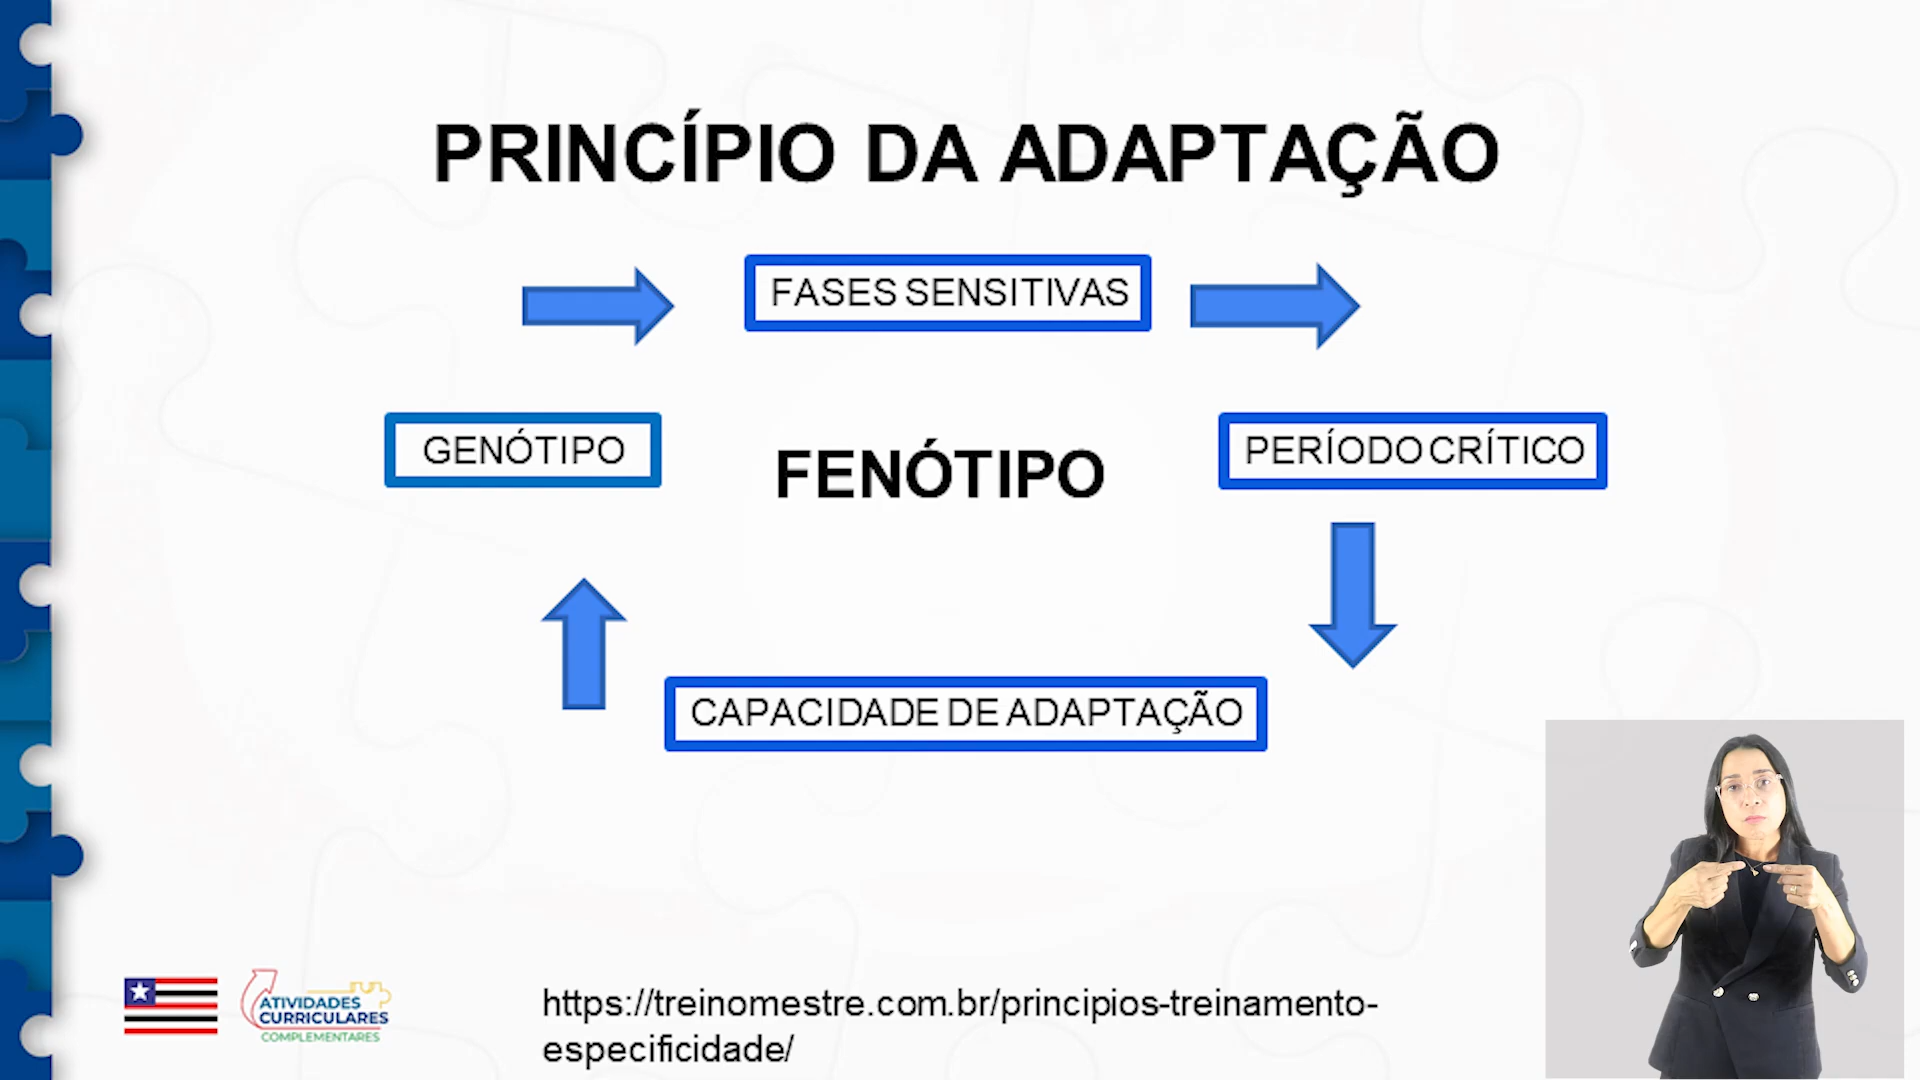 PRINCÍPIO DA ADAPTAÇÃO
FASES SENSITIVAS
GENÓTIPO
FENÓTIPO
PERÍODO CRÍTICO
CAPACIDADE DE ADAPTAÇÃO
ATIVIDADES
CURRICULARES
COMPLEMENTARES
https://treinomestre.com.br/principios-treinamento-
especificidade/